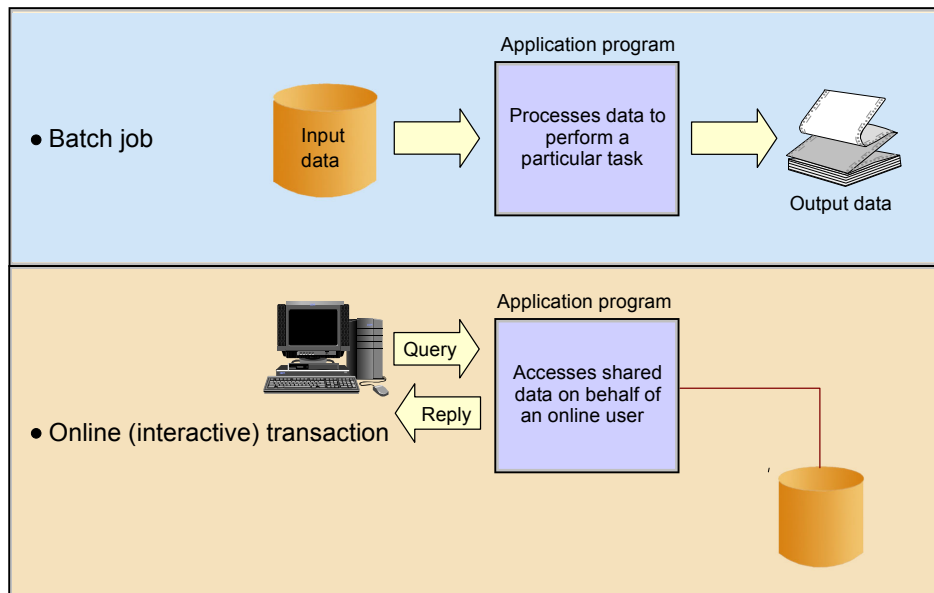 Application program
● Batch job
Input
data
Processes data to
perform a
particular task
Output data
Application program
Query
Reply
Accesses shared
data on behalf of
an online user
● Online (interactive) transaction